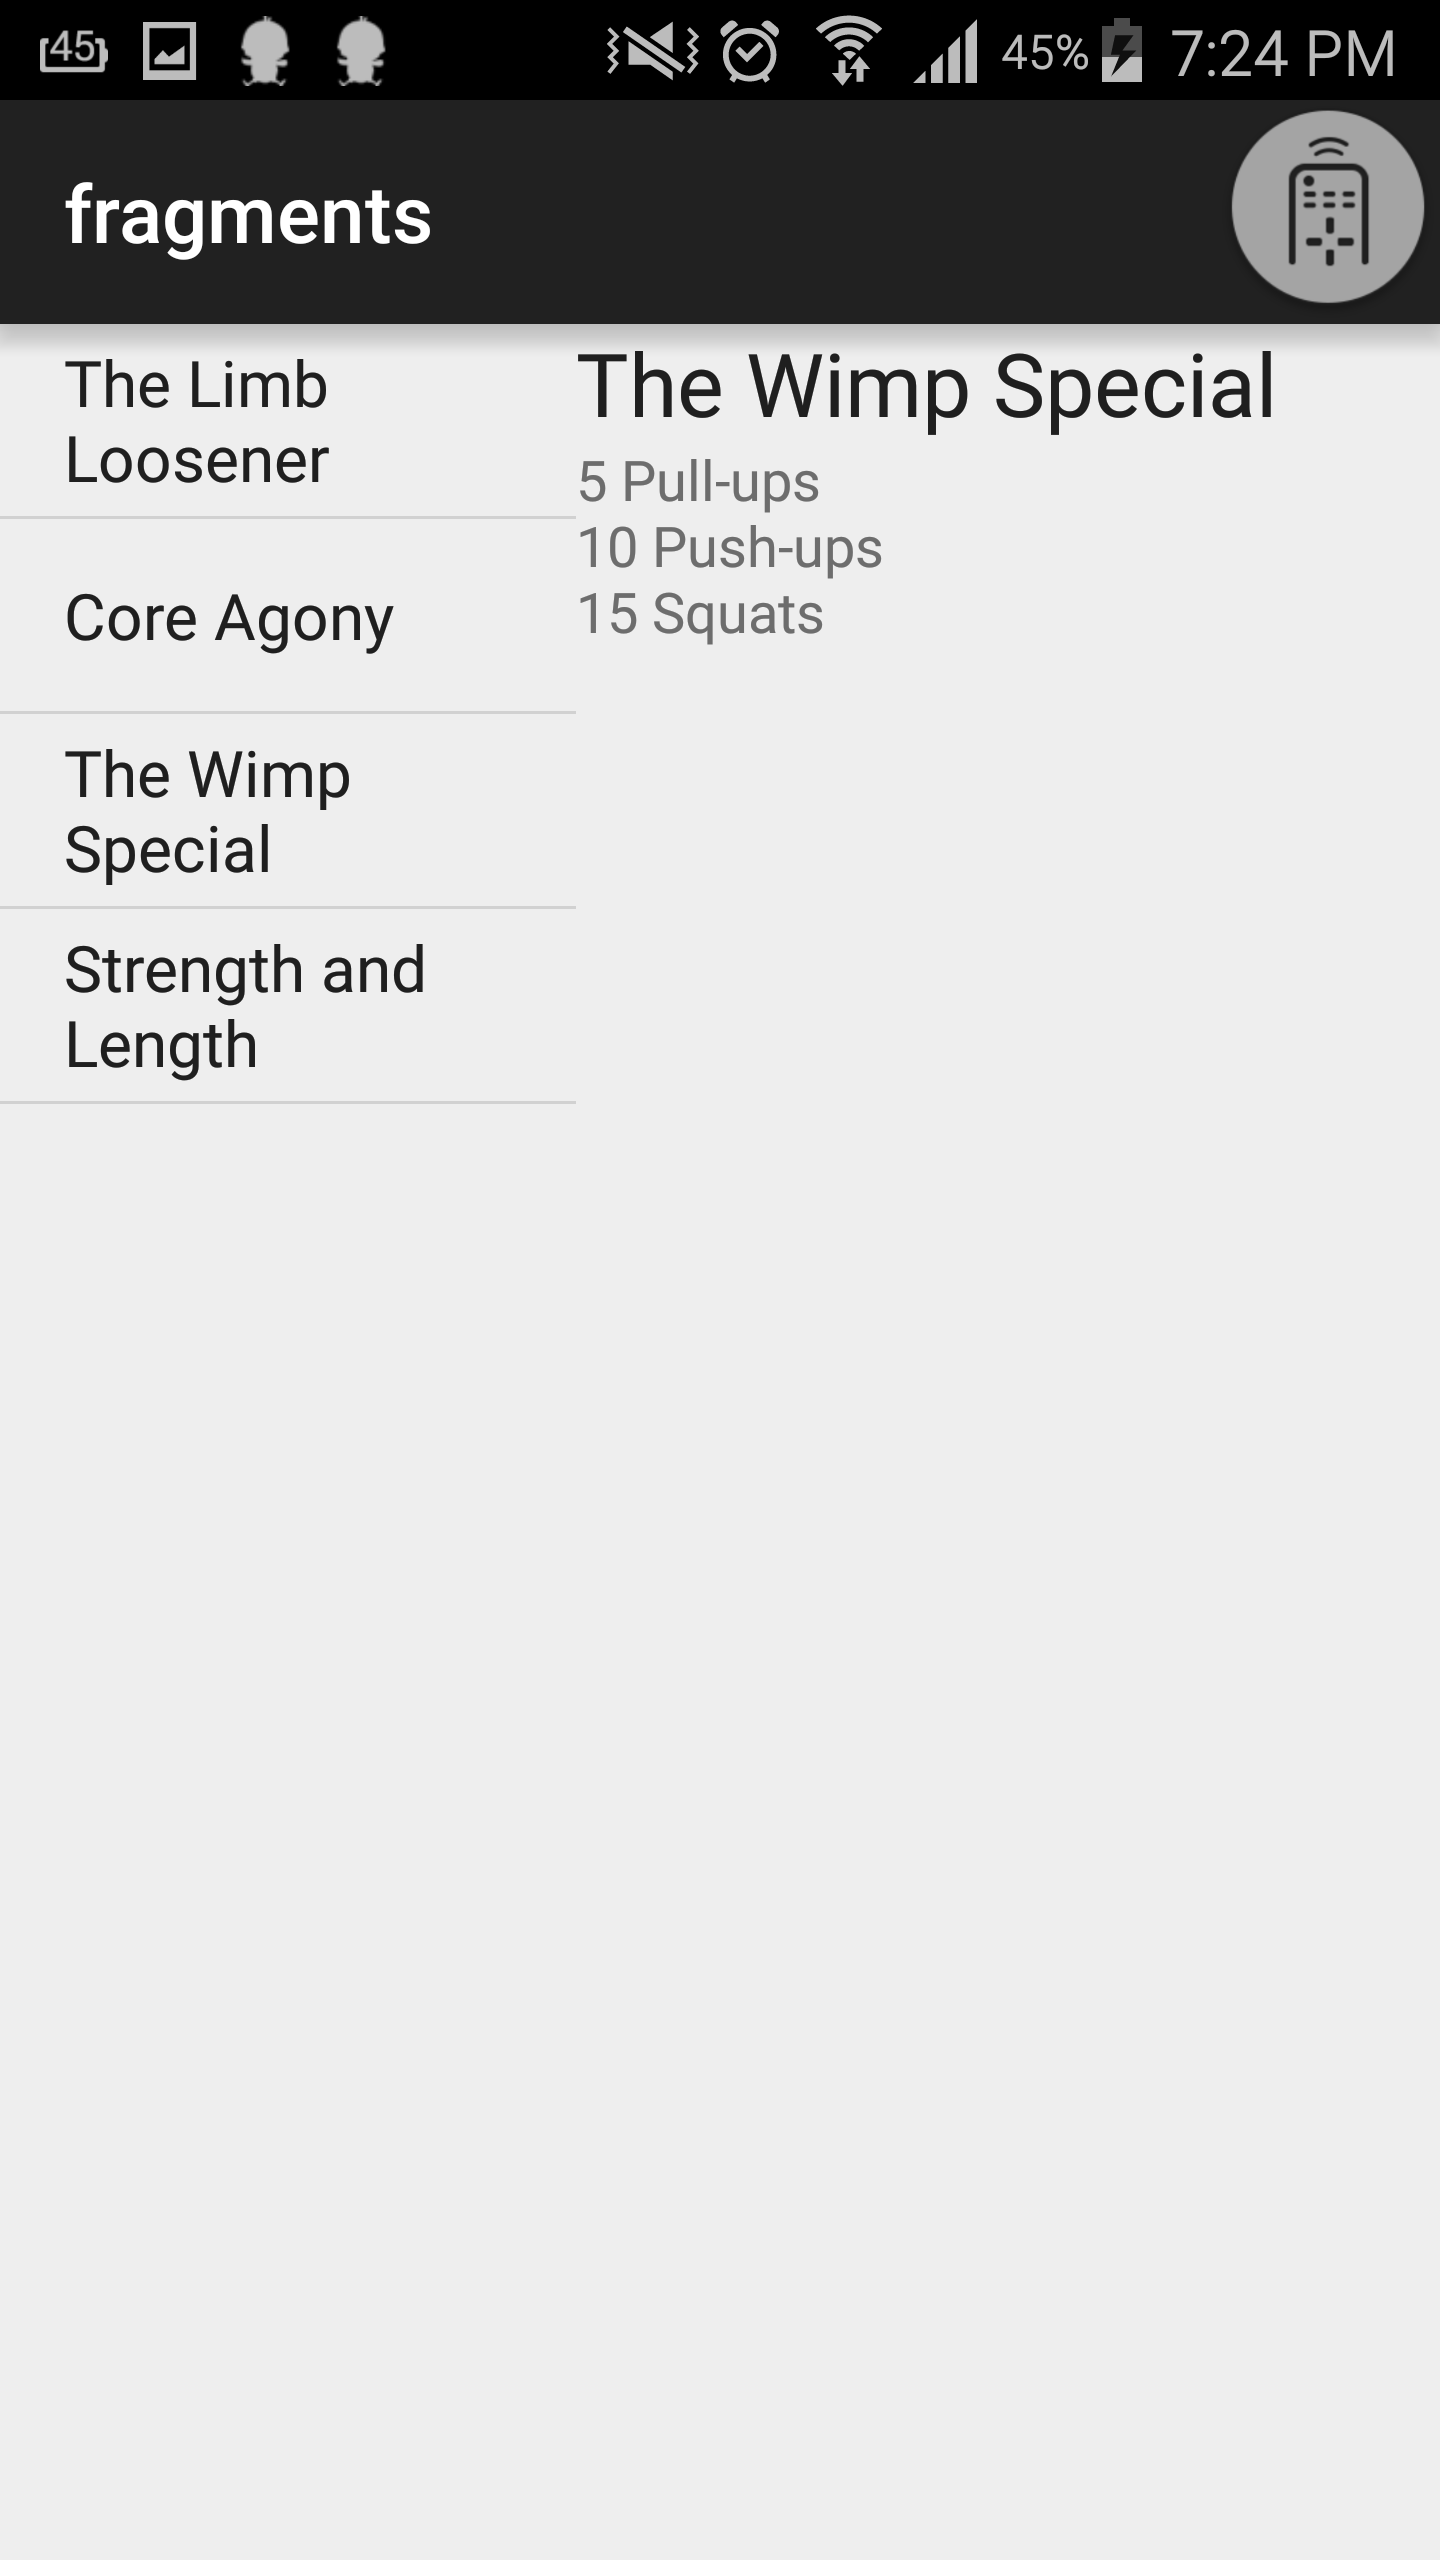 45
45% 7:24 PM
fragments
The Limb
Loosener
Core Agony
The Wimp
Special
Strength and
Length
The Wimp Special
5 Pull-ups
10 Push-ups
15 Squats